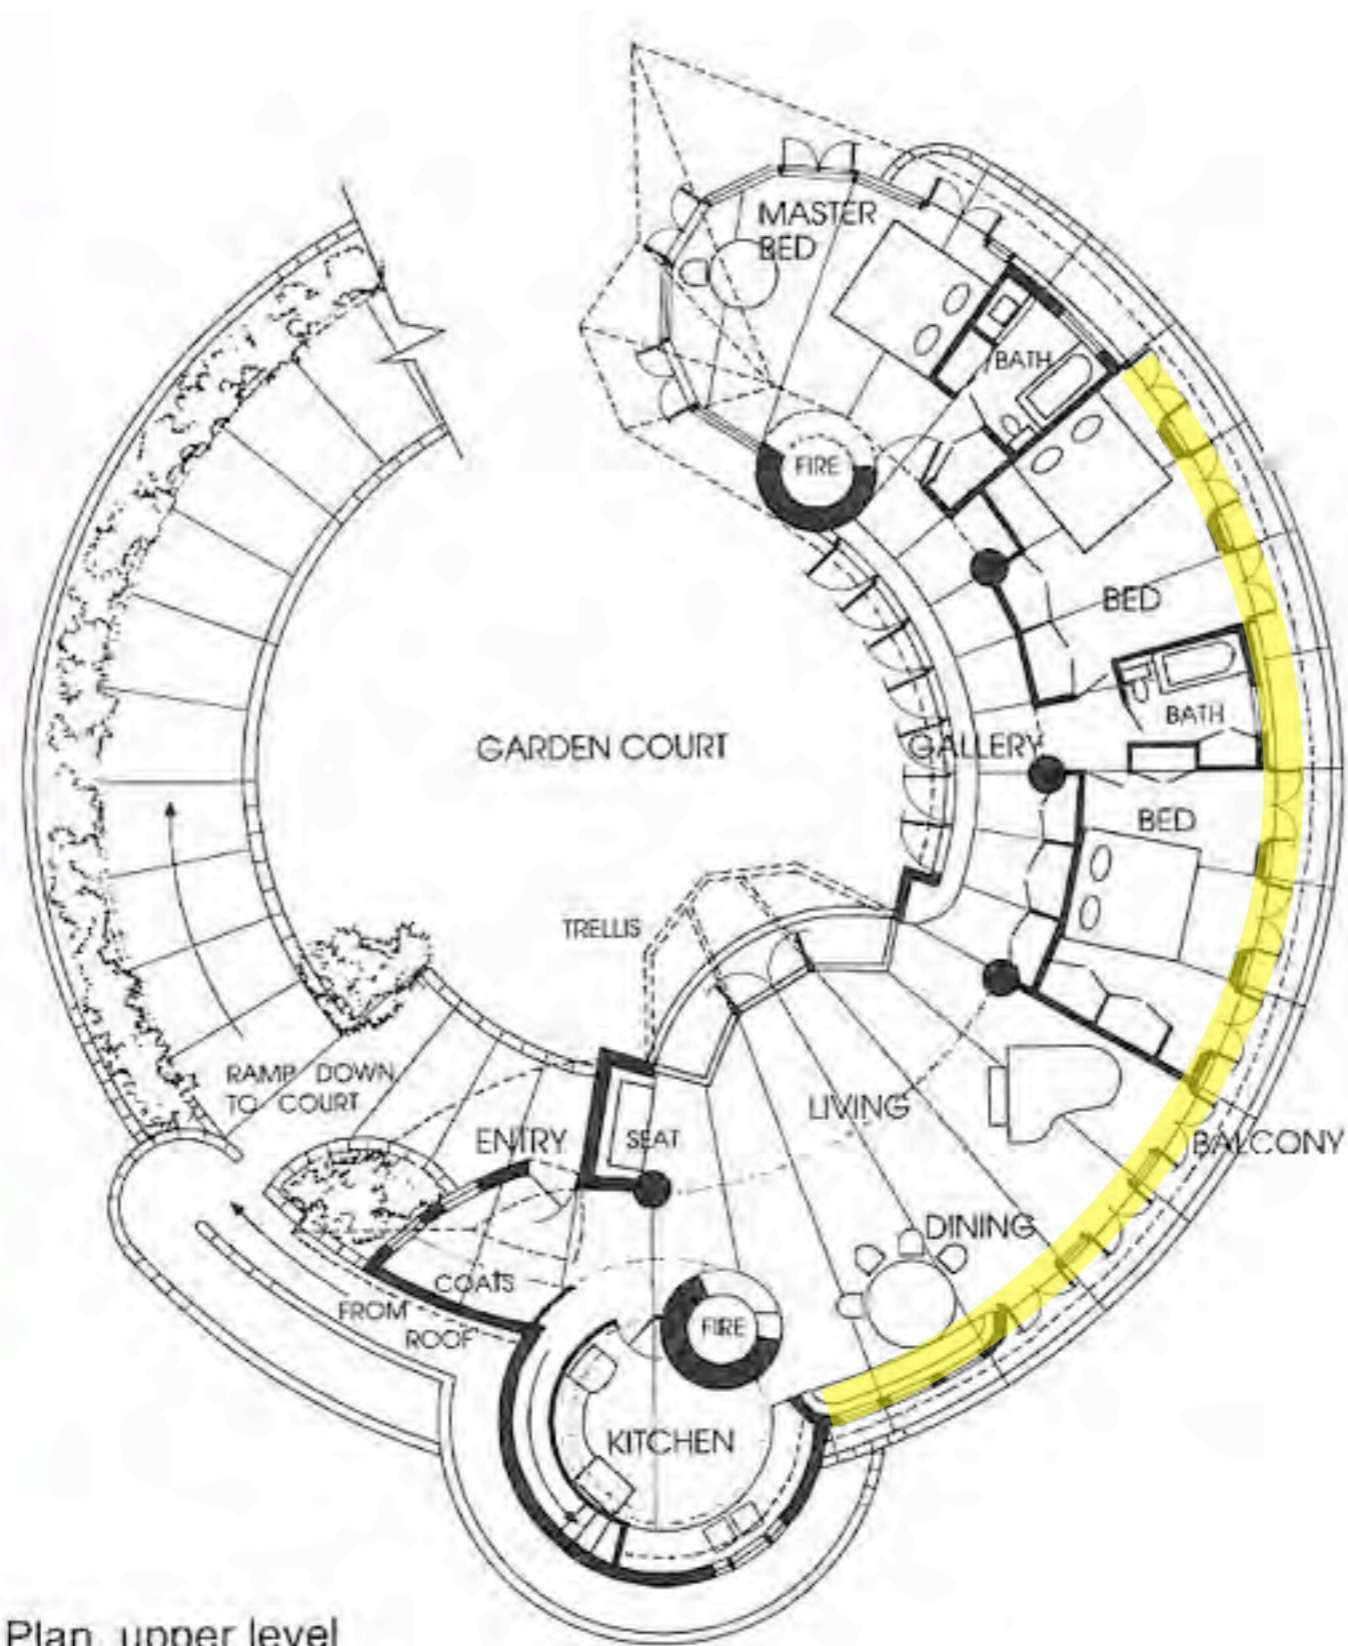 MASTER
BED
BATH
FIRE
BED
BATH
GARDEN COURT
GALLERY
BED
TRELLIS
RAMP DOWN
TO COURT
LIVING
ENTRY
SEAT
BALCONY
DINING
COATS
FROM
ROOF
FIRE
KITCHEN
Plan, upper level